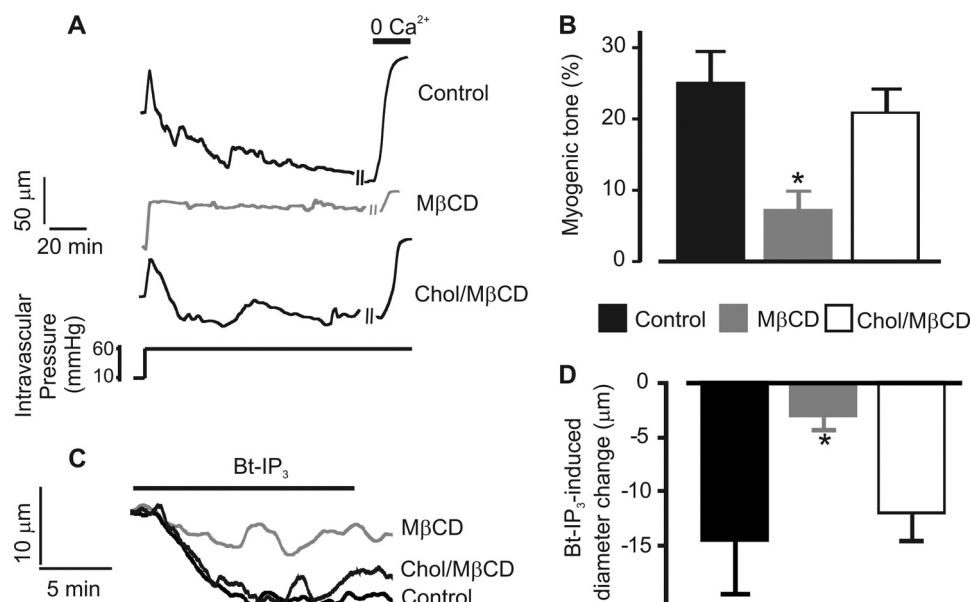 A
0 Ca²⁺
Control
50 μm
20 min
MβCD
Chol/MβCD
Intravascular
Pressure
(mmHg)
60
10
B
Myogenic tone (%)
30
20
10
0
*
Control
MβCD
Chol/MβCD
C
Bt-IP₃
10 μm
5 min
MβCD
Chol/MβCD
Control
D
Bt-IP₃-induced
diameter change (μm)
0
-5
-10
-15
*